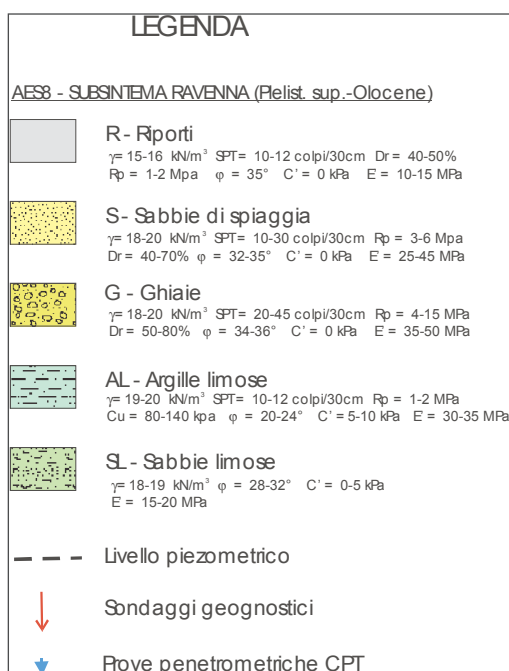 LEGENDA
AES8 - SUBSINTEMA RAVENNA (Plelist. sup.-Olocene)
R - Riporti
γ= 15-16 kN/m³ SPT= 10-12 colpi/30cm Dr = 40-50%
Rp = 1-2 Mpa φ = 35° C' = 0 kPa E' = 10-15 MPa
S - Sabbie di spiaggia
γ= 18-20 kN/m³ SPT= 10-30 colpi/30cm Rp = 3-6 Mpa
Dr = 40-70% φ = 32-35° C' = 0 kPa E' = 25-45 MPa
G - Ghiaie
γ= 18-20 kN/m³ SPT= 20-45 colpi/30cm Rp = 4-15 MPa
Dr = 50-80% φ = 34-36° C' = 0 kPa E' = 35-50 MPa
AL - Argille limose
γ= 19-20 kN/m³ SPT= 10-12 colpi/30cm Rp = 1-2 MPa
Cu = 80-140 kpa φ = 20-24° C' = 5-10 kPa E' = 30-35 MPa
SL - Sabbie limose
γ= 18-19 kN/m³ φ = 28-32° C' = 0-5 kPa
E' = 15-20 MPa
Livello piezometrico
Sondaggi geognostici
Prove penetrometriche CPT